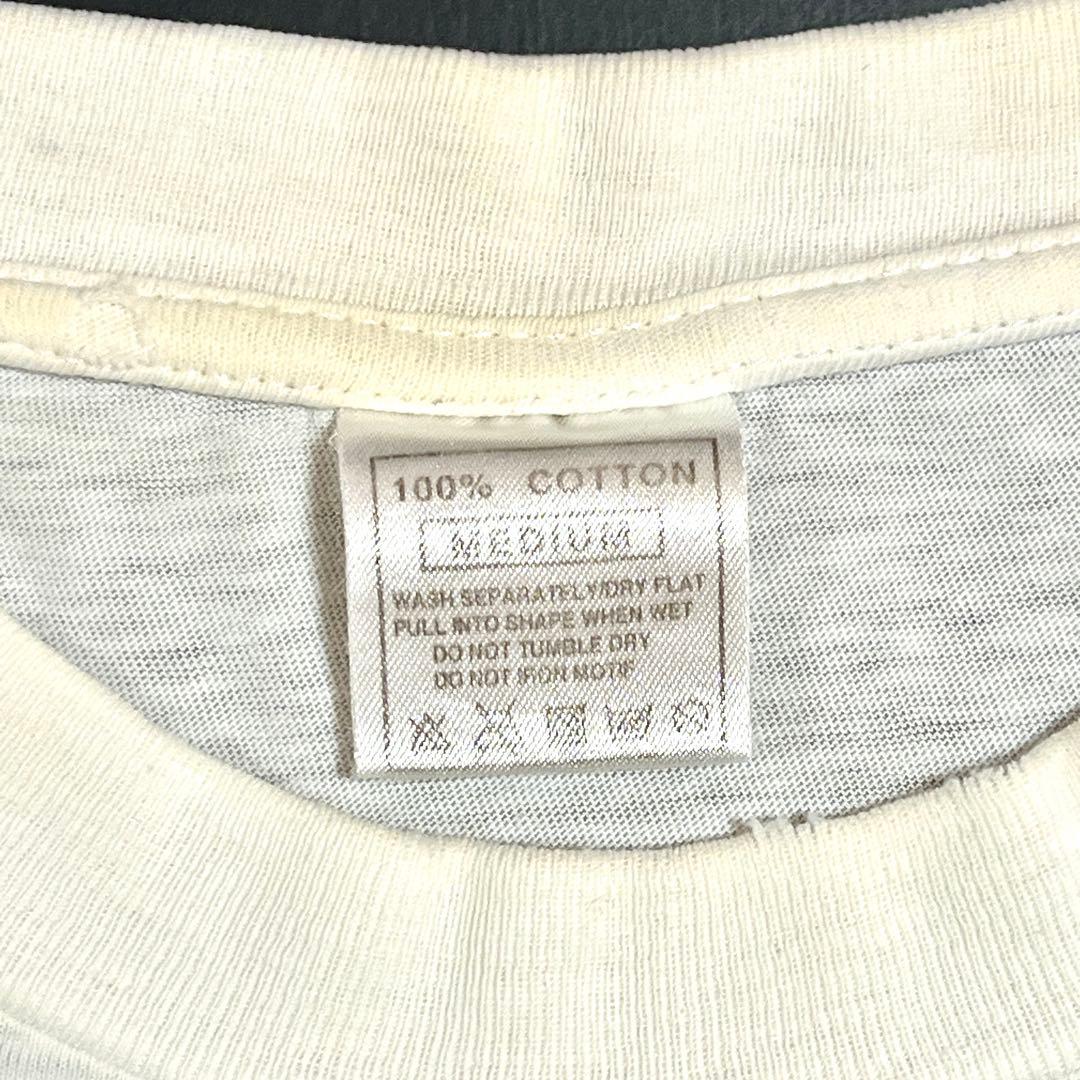 100% COTTON
MEDIUM
WASH SEPARATELY/DRY FLAT
PULL INTO SHAPE WHEN WET
DO NOT TUMBLE DRY
DO NOT IRON MOTIF